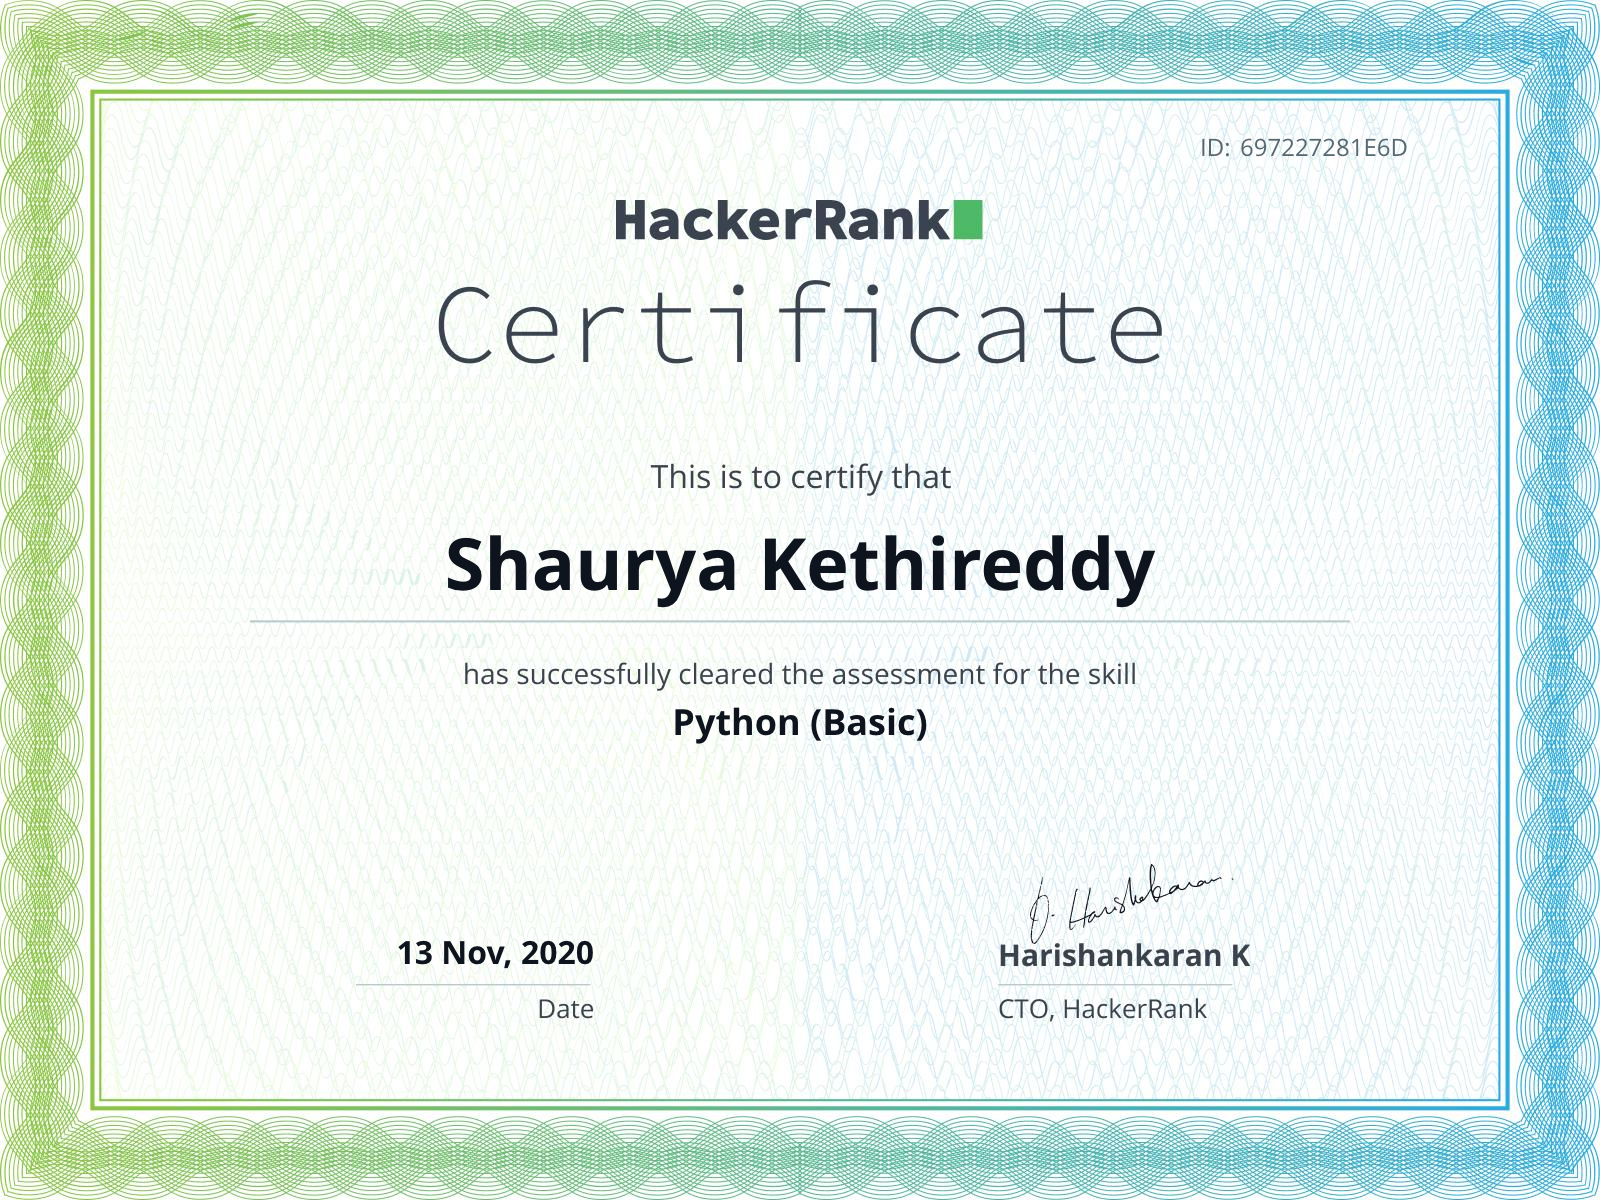 ID: 697227281E6D
HackerRank
Certificate
This is to certify that
Shaurya Kethireddy
has successfully cleared the assessment for the skill
Python (Basic)
13 Nov, 2020
Date
H. Harishankaran
Harishankaran K
CTO, HackerRank